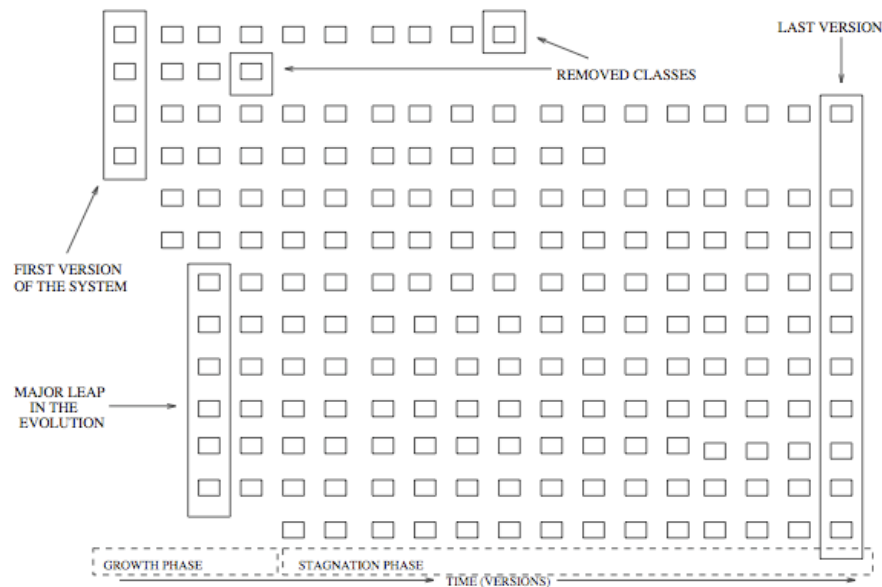 LAST VERSION
REMOVED CLASSES
FIRST VERSION
OF THE SYSTEM
MAJOR LEAP
IN THE
EVOLUTION
GROWTH PHASE
STAGNATION PHASE
TIME (VERSIONS)